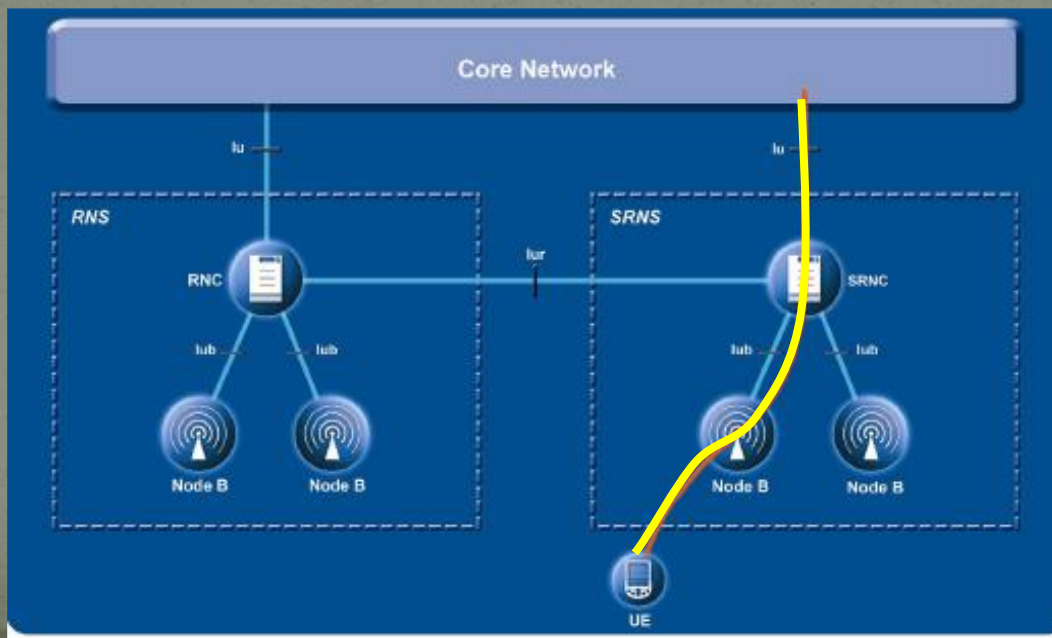 Core Network
Iu
Iu
RNS
SRNS
Iur
RNC
SRNC
Iub
Iub
Iub
Iub
Node B
Node B
Node B
Node B
UE